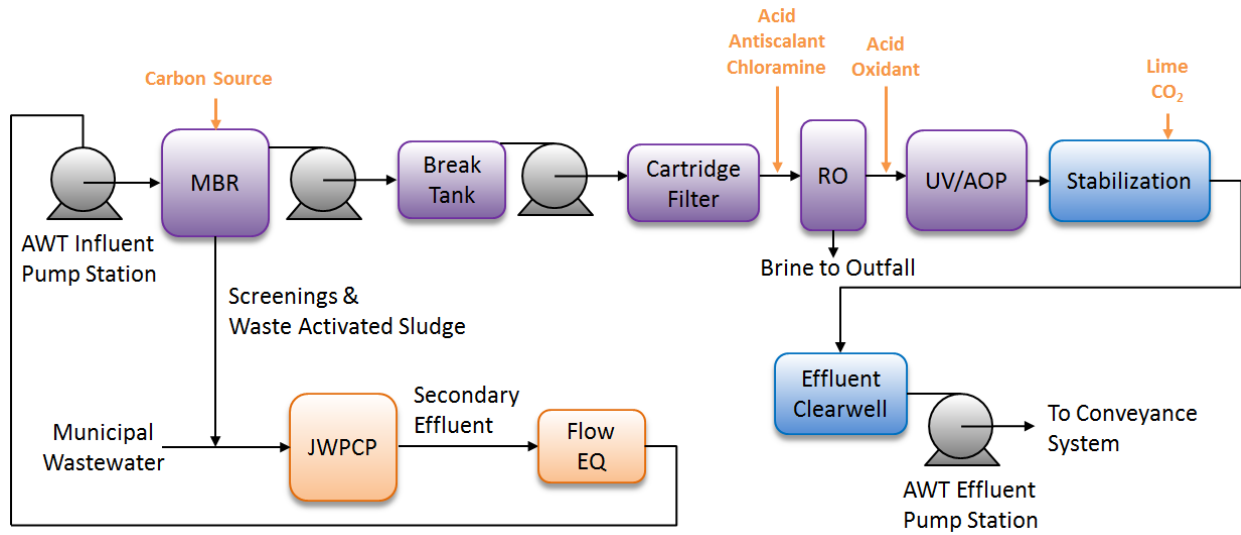 Acid
Antiscalant
Chloramine
Acid
Oxidant
Carbon Source
Lime
CO₂
MBR
Break
Tank
Cartridge
Filter
RO
UV/AOP
Stabilization
AWT Influent
Pump Station
Brine to Outfall
Screenings &
Waste Activated Sludge
Effluent
Clearwell
To Conveyance
System
Municipal
Wastewater
JWPCP
Secondary
Effluent
Flow
EQ
AWT Effluent
Pump Station